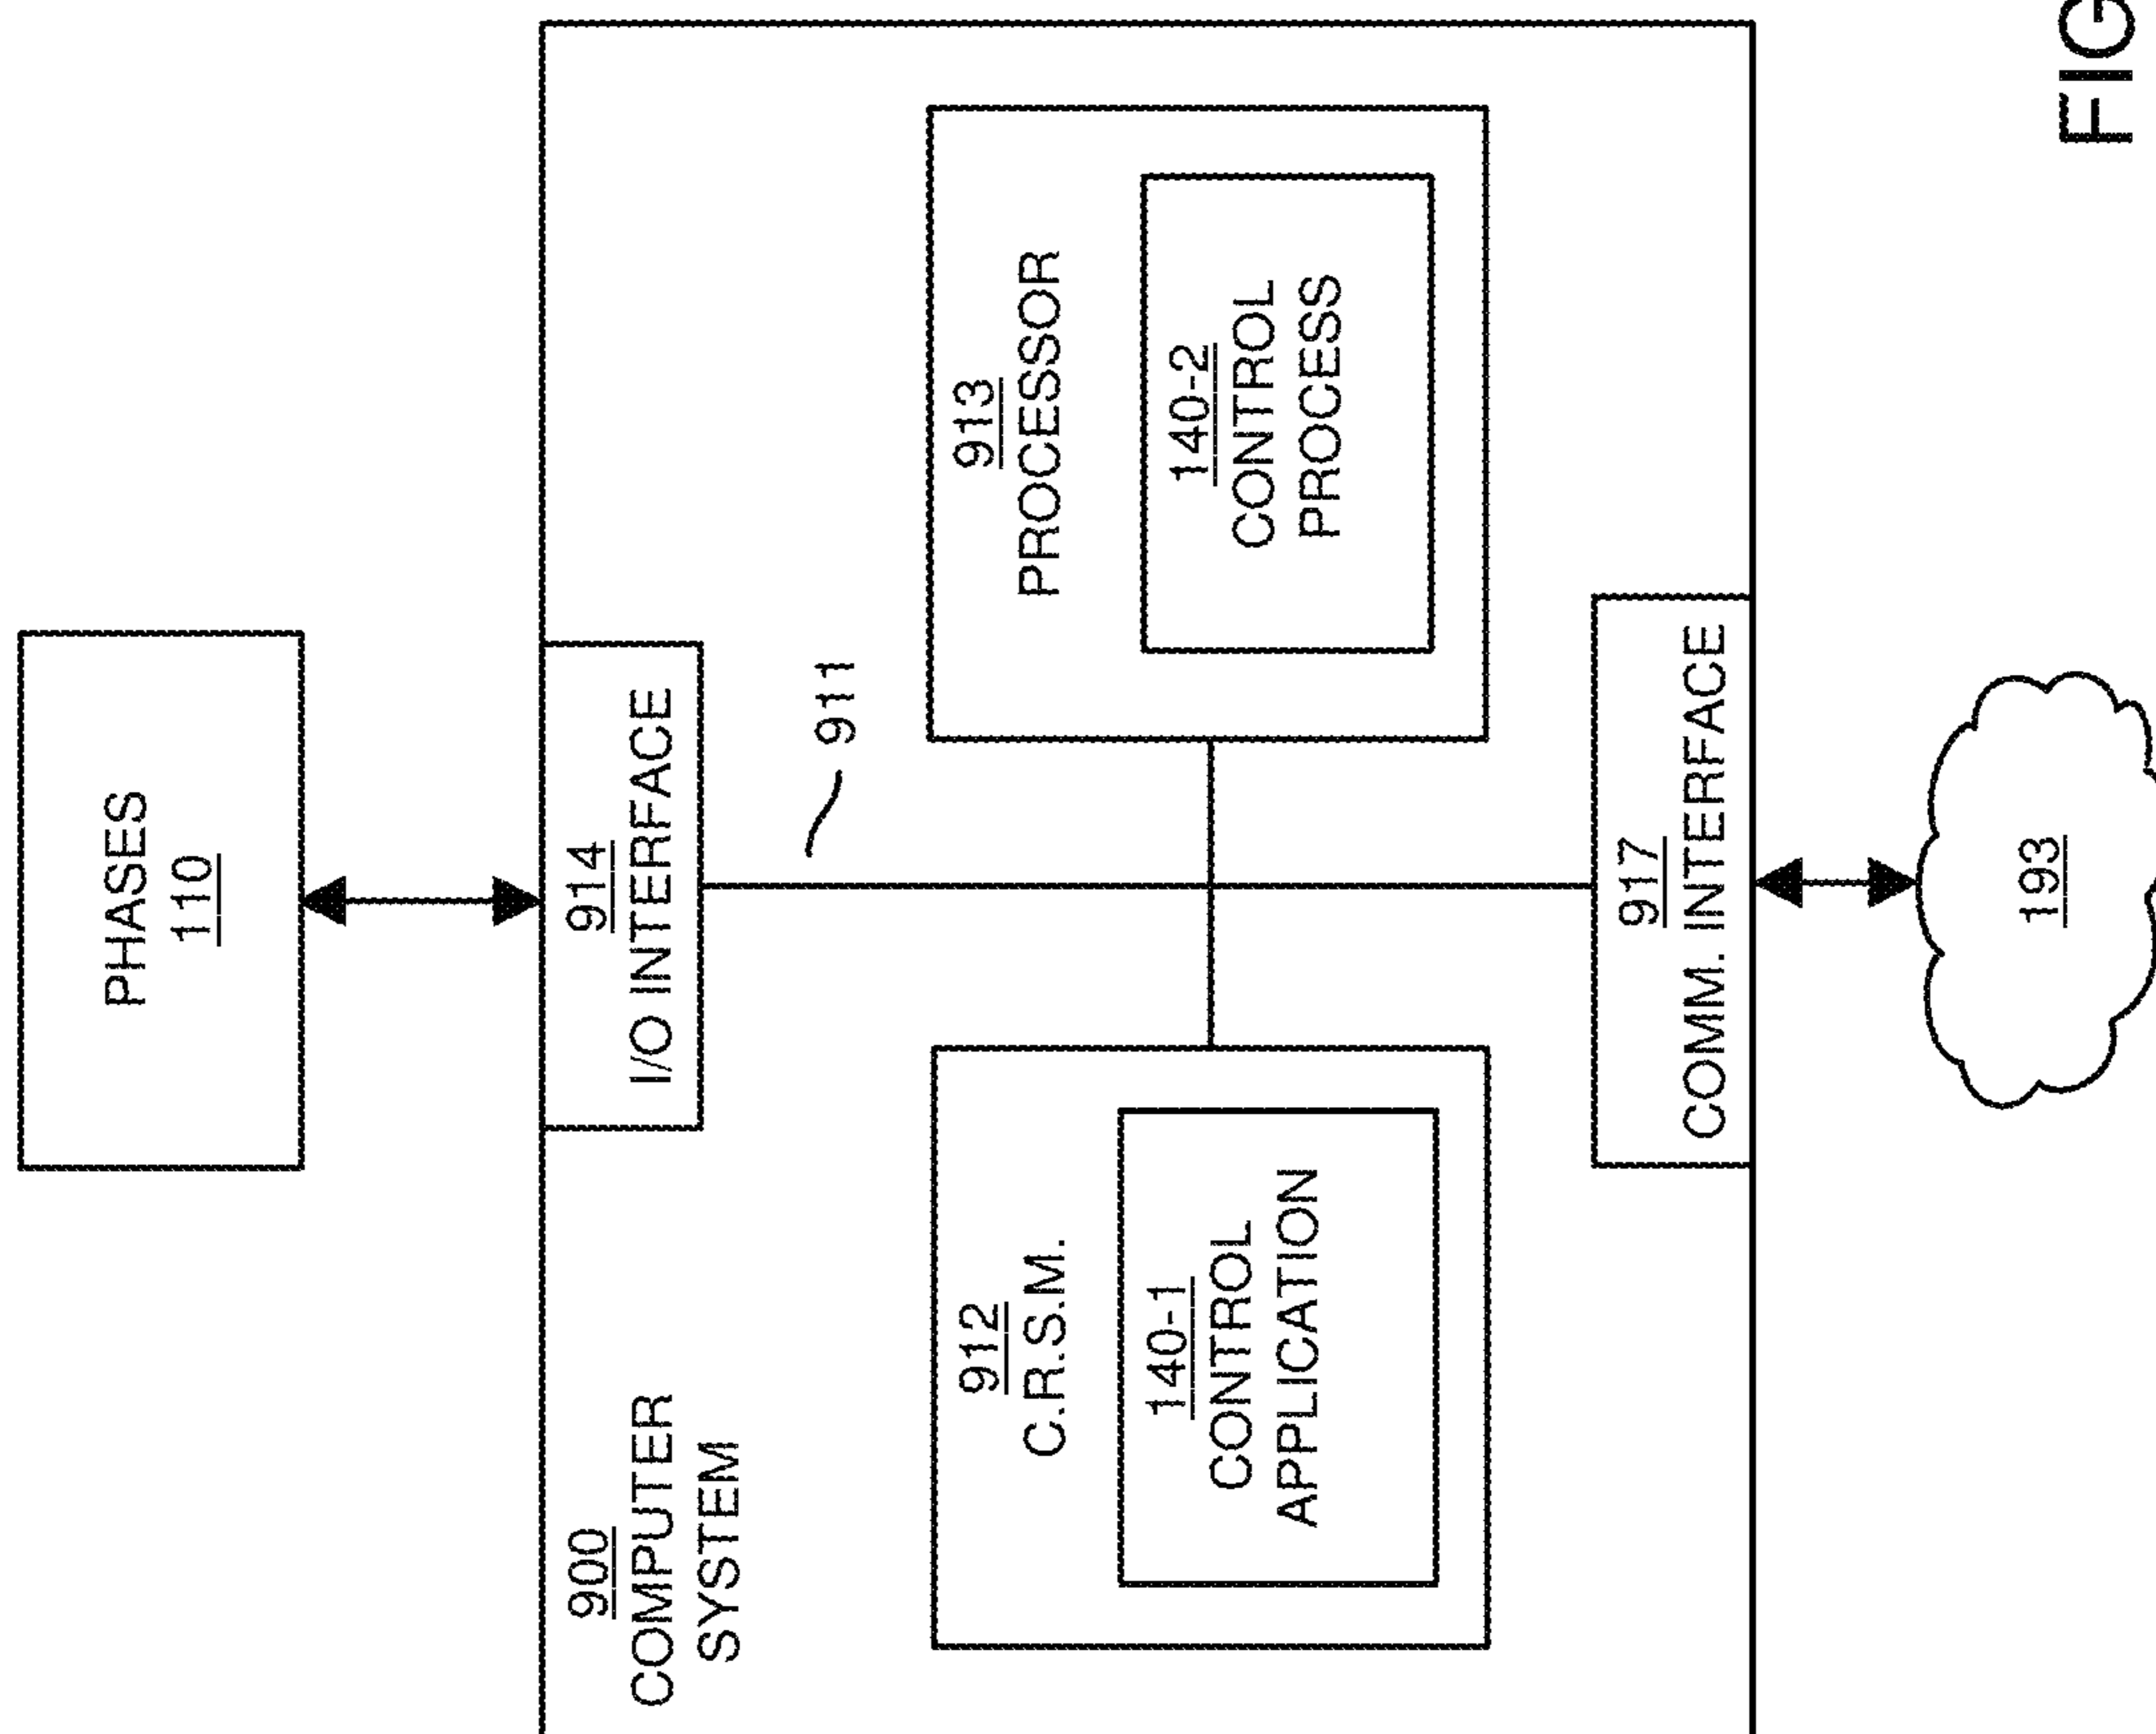 PHASES
110
900
COMPUTER
SYSTEM
914
I/O INTERFACE
911
912
C.R.S.M.
140-1
CONTROL
APPLICATION
913
PROCESSOR
140-2
CONTROL
PROCESS
917
COMM. INTERFACE
193
FIG